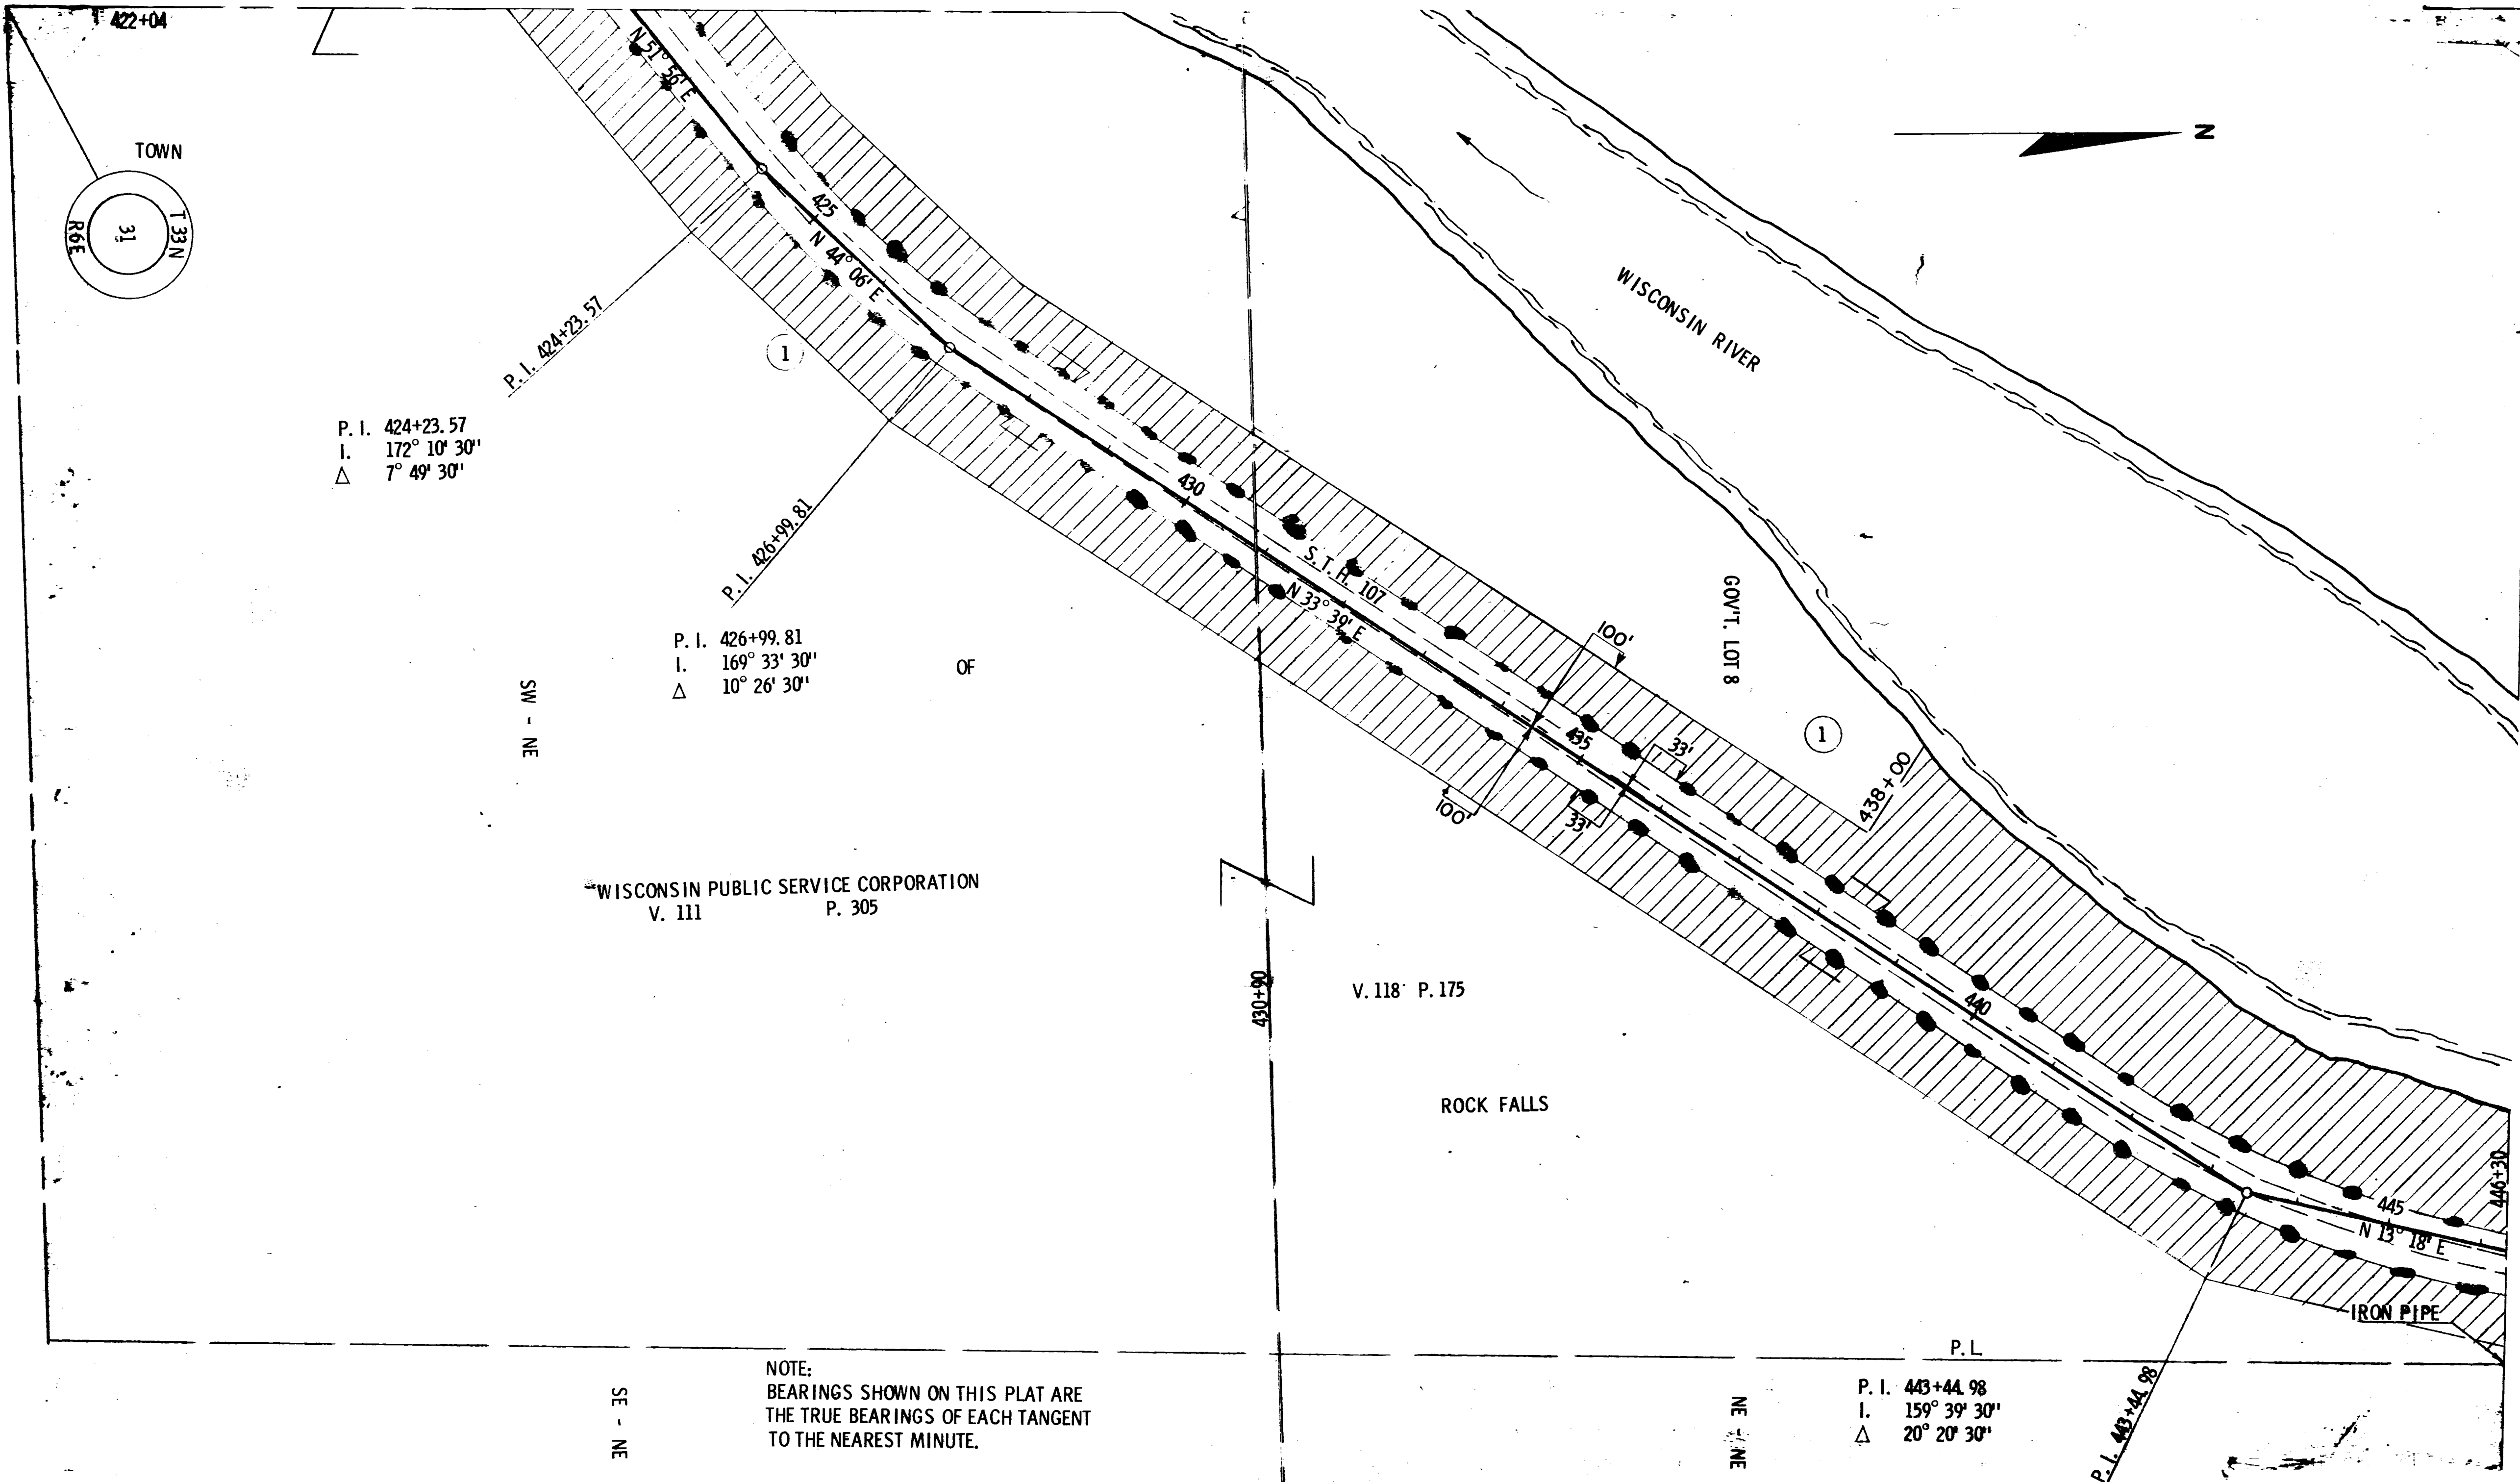 422+04
TOWN
T 33 N
31
R6E
N 51° 56' E
425
N 44° 06' E
P. I. 424+23.57
1
P. I. 424+23.57
I. 172° 10' 30"
△ 7° 49' 30"
P. I. 426+99.81
P. I. 426+99.81
I. 169° 33' 30"
△ 10° 26' 30"
OF
SW - NE
430
S. T. H. 107
N 33° 39' E
100'
100'
435
33'
33'
N
WISCONSIN RIVER
GOV'T. LOT 8
1
438+00
WISCONSIN PUBLIC SERVICE CORPORATION
V. 111 P. 305
430+90
V. 118 P. 175
ROCK FALLS
440
445
N 13° 18' E
446+30
IRON PIPE
P. L.
P. I. 443+44.98
P. I. 443+44.98
I. 159° 39' 30"
△ 20° 20' 30"
NE - NE
SE - NE
NOTE:
BEARINGS SHOWN ON THIS PLAT ARE
THE TRUE BEARINGS OF EACH TANGENT
TO THE NEAREST MINUTE.